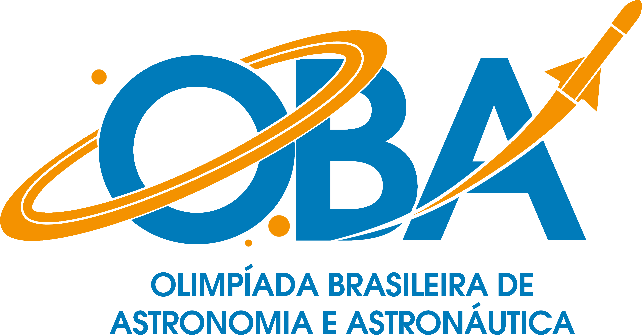 OBA
OLIMPÍADA BRASILEIRA DE
ASTRONOMIA E ASTRONÁUTICA